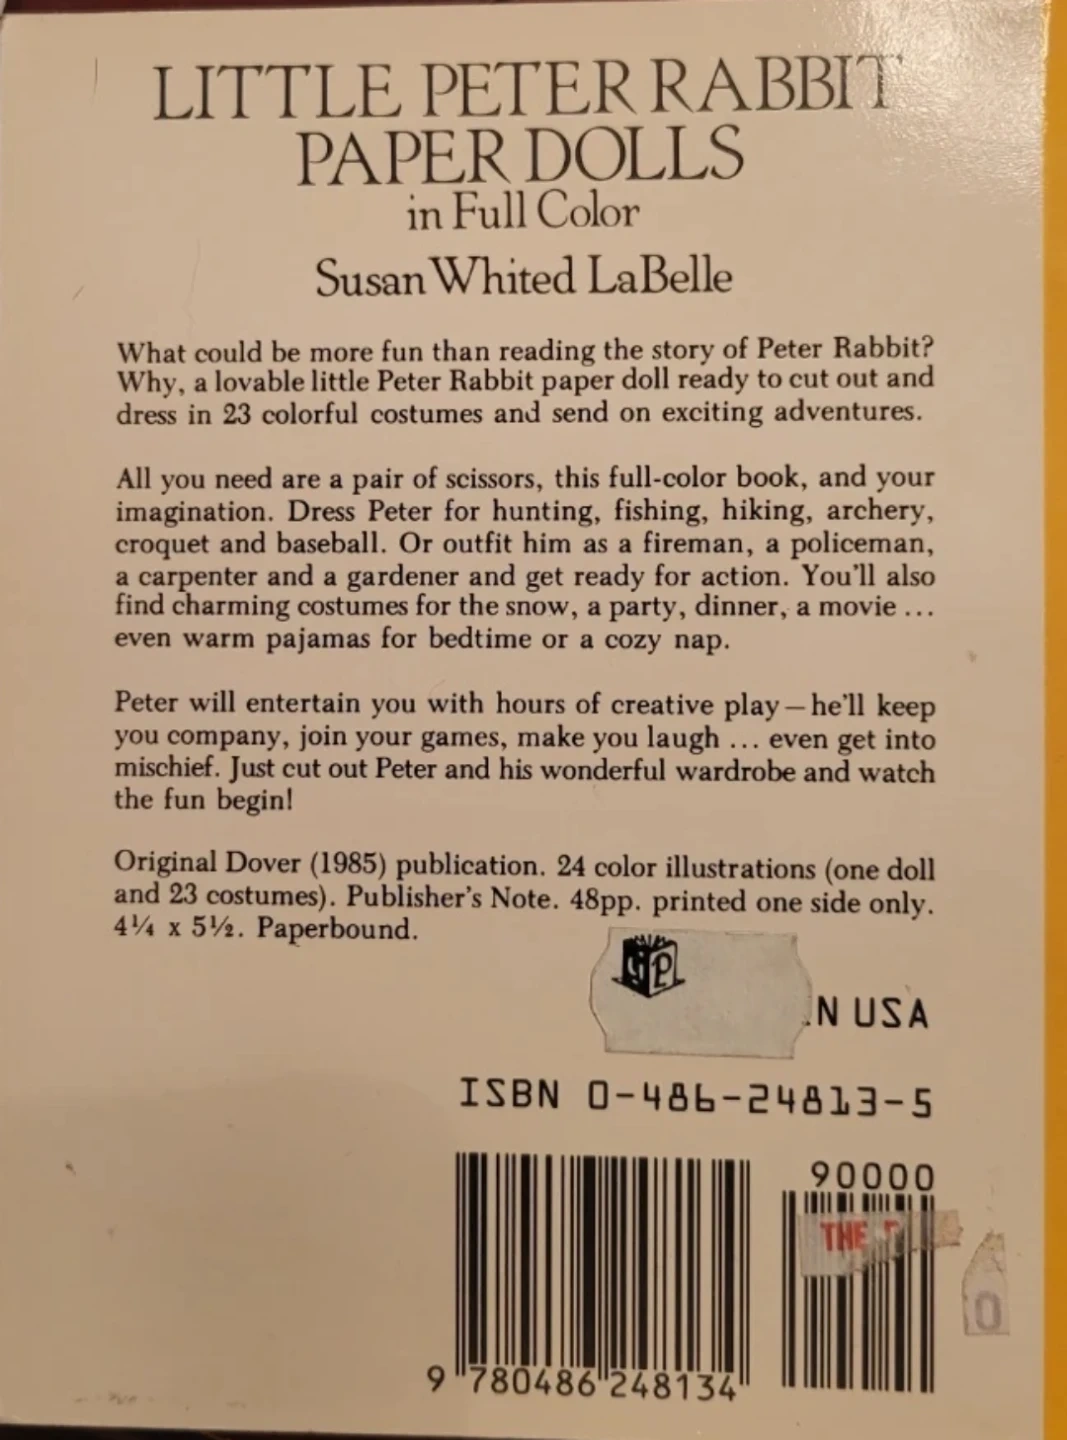 LITTLE PETER RABBIT
PAPER DOLLS
in Full Color
Susan Whited LaBelle
What could be more fun than reading the story of Peter Rabbit?
Why, a lovable little Peter Rabbit paper doll ready to cut out and
dress in 23 colorful costumes and send on exciting adventures.
All you need are a pair of scissors, this full-color book, and your
imagination. Dress Peter for hunting, fishing, hiking, archery,
croquet and baseball. Or outfit him as a fireman, a policeman,
a carpenter and a gardener and get ready for action. You'll also
find charming costumes for the snow, a party, dinner, a movie ...
even warm pajamas for bedtime or a cozy nap.
Peter will entertain you with hours of creative play—he'll keep
you company, join your games, make you laugh ... even get into
mischief. Just cut out Peter and his wonderful wardrobe and watch
the fun begin!
Original Dover (1985) publication. 24 color illustrations (one doll
and 23 costumes). Publisher's Note. 48pp. printed one side only.
4¼ x 5½. Paperbound.
N USA
ISBN 0-486-24813-5
90000
THE
0
9 780486 248134